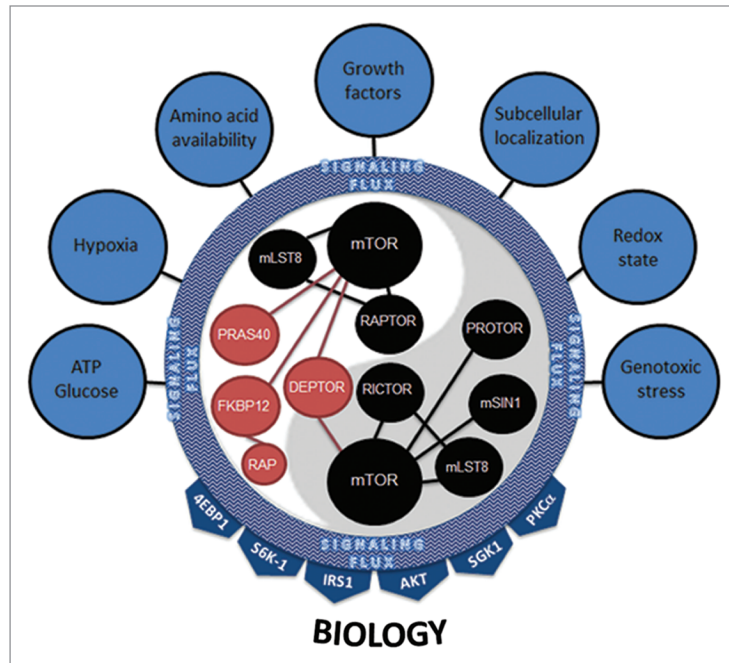 Growth
factors
Amino acid
availability
Subcellular
localization
Hypoxia
Redox
state
ATP
Glucose
Genotoxic
stress
SIGNALING
FLUX
SIGNALING
FLUX
SIGNALING
FLUX
SIGNALING
FLUX
mTOR
mLST8
RAPTOR
PRAS40
FKBP12
DEPTOR
RAP
PROTOR
RICTOR
mSIN1
mLST8
mTOR
4EBP1
S6K-1
IRS1
AKT
SGK1
PKCα
BIOLOGY